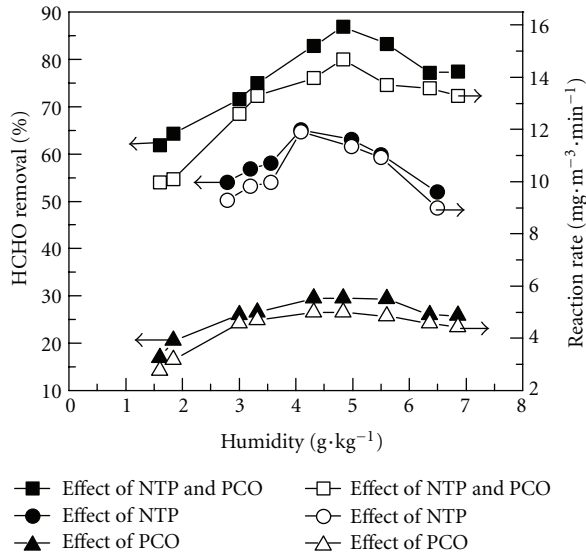 90
80
70
60
50
40
30
20
10
HCHO removal (%)
0 1 2 3 4 5 6 7 8
Humidity (g·kg⁻¹)
16
14
12
10
8
6
4
2
Reaction rate (mg·m⁻³·min⁻¹)
Effect of NTP and PCO
Effect of NTP
Effect of PCO
Effect of NTP and PCO
Effect of NTP
Effect of PCO